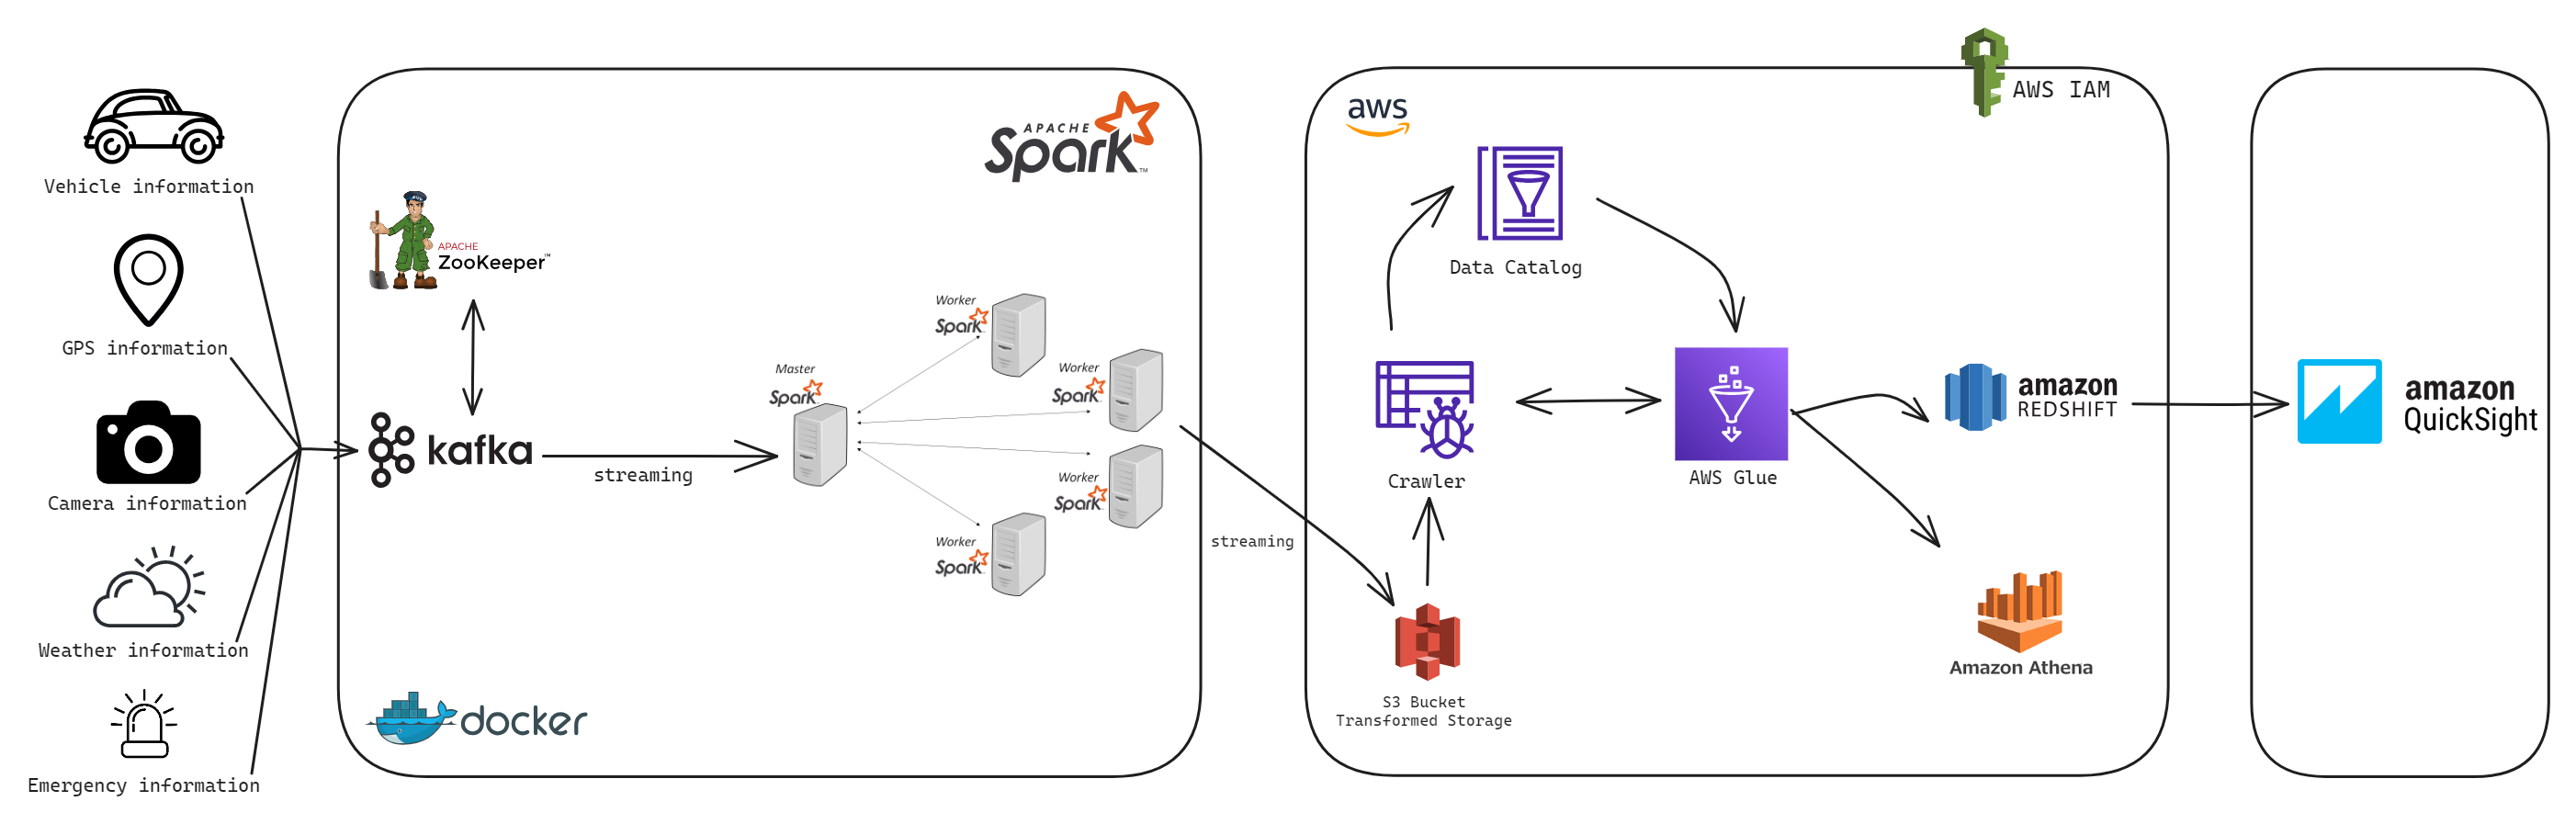 Vehicle information
GPS information
Camera information
Weather information
Emergency information
APACHE
Spark™
APACHE
ZooKeeper™
kafka
streaming
Master
Spark
Worker
Spark
Worker
Spark
Worker
Spark
Worker
Spark
docker
streaming
aws
AWS IAM
Data Catalog
Crawler
AWS Glue
S3 Bucket
Transformed Storage
amazon
REDSHIFT
Amazon Athena
amazon
QuickSight